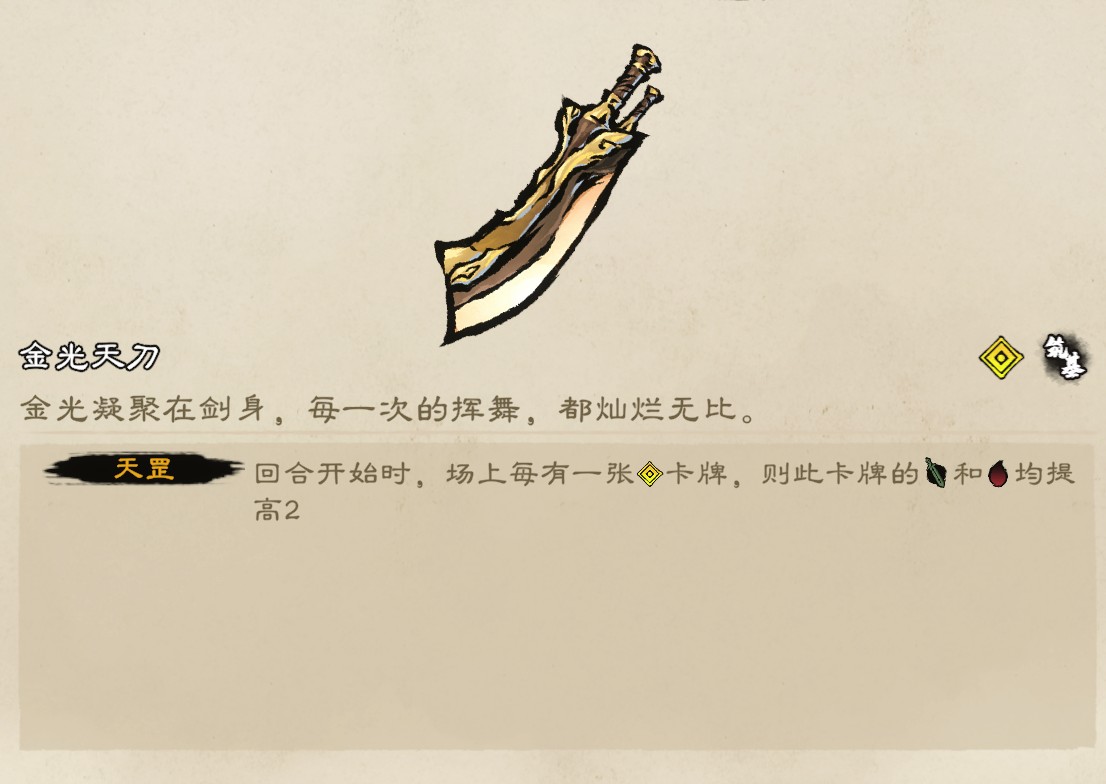 金光天刀
筑基
金光凝聚在剑身，每一次的挥舞，都灿烂无比。
天罡
回合开始时，场上每有一张卡牌，则此卡牌的和均提
高2